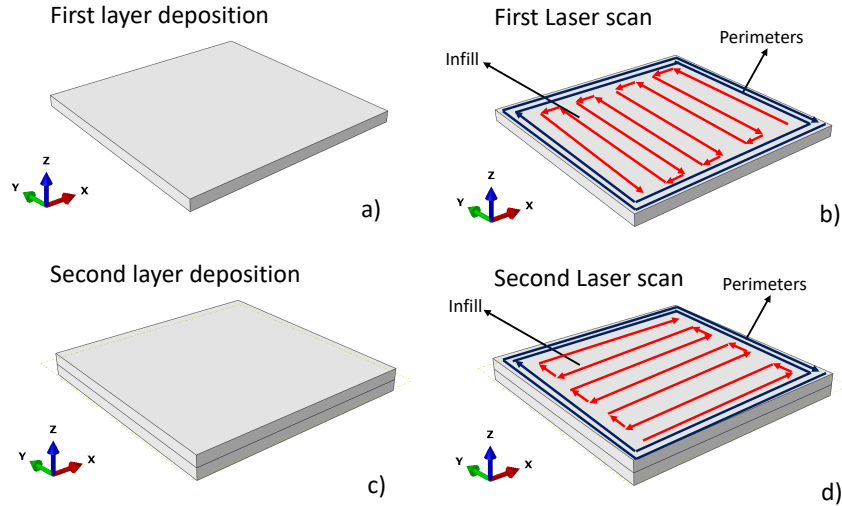 First layer deposition
Z
Y
X
a)
First Laser scan
Perimeters
Infill
Z
Y
X
b)
Second layer deposition
Z
Y
X
c)
Second Laser scan
Perimeters
Infill
Z
Y
X
d)